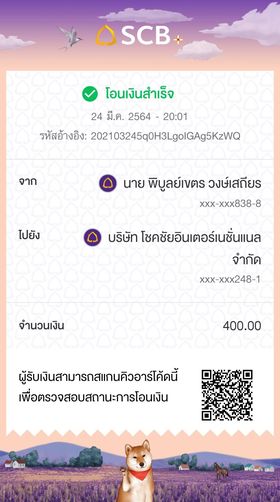 SCB
โอนเงินสำเร็จ
24 มี.ค. 2564 - 20:01
รหัสอ้างอิง: 202103245q0H3LgoIGAg5KzWQ
จาก
นาย พิบูลย์เขตร วงษ์เสถียร
xxx-xxx838-8
ไปยัง
บริษัท โชคชัยอินเตอร์เนชั่นแนล
จำกัด
xxx-xxx248-1
จำนวนเงิน
400.00
ผู้รับเงินสามารถสแกนคิวอาร์โค้ดนี้
เพื่อตรวจสอบสถานะการโอนเงิน